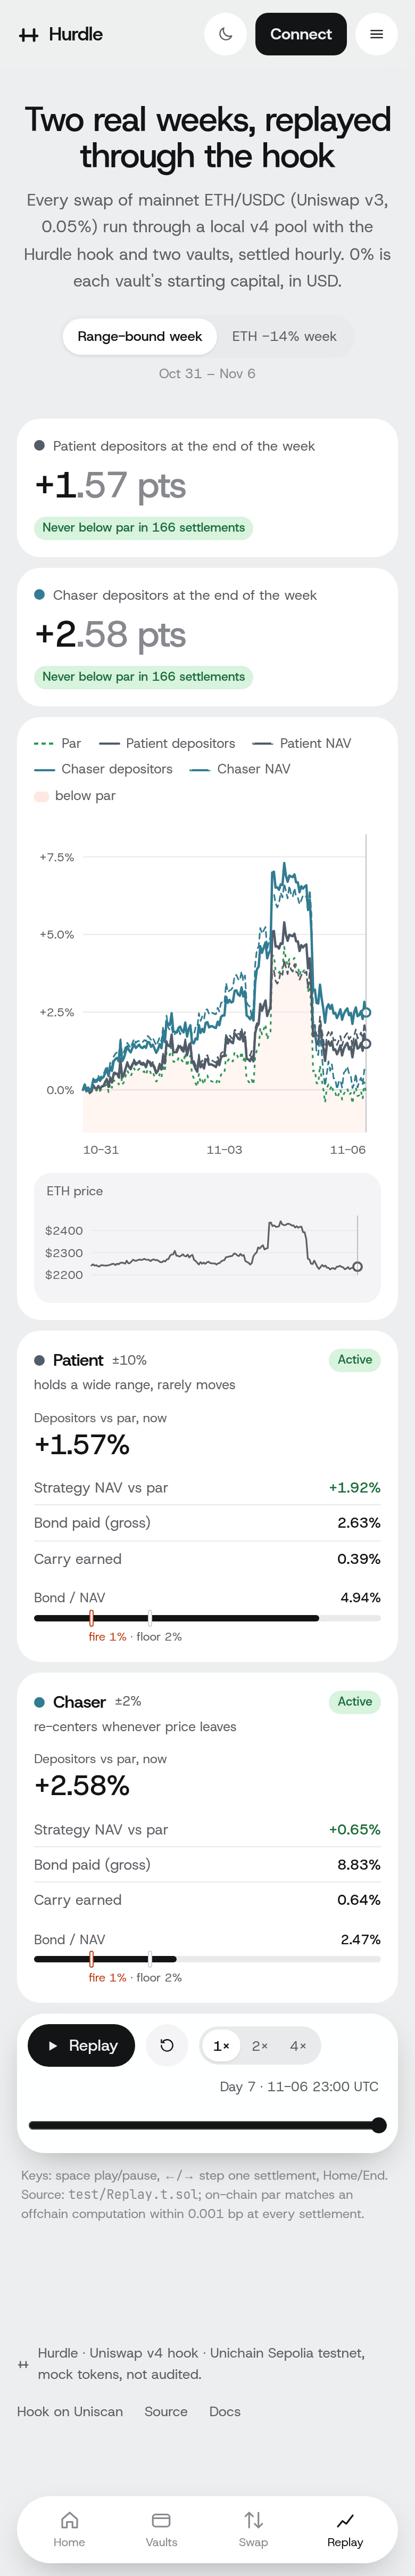 Hurdle
Connect
Two real weeks, replayed
through the hook
Every swap of mainnet ETH/USDC (Uniswap v3,
0.05%) run through a local v4 pool with the
Hurdle hook and two vaults, settled hourly. 0% is
each vault's starting capital, in USD.
Range-bound week ETH −14% week
Oct 31 – Nov 6
Patient depositors at the end of the week
+1.57 pts
Never below par in 166 settlements
Chaser depositors at the end of the week
+2.58 pts
Never below par in 166 settlements
Par Patient depositors Patient NAV
Chaser depositors Chaser NAV
below par
+7.5%
+5.0%
+2.5%
0.0%
10-31 11-03 11-06
ETH price
$2400
$2300
$2200
Patient ±10% Active
holds a wide range, rarely moves
Depositors vs par, now
+1.57%
Strategy NAV vs par +1.92%
Bond paid (gross) 2.63%
Carry earned 0.39%
Bond / NAV 4.94%
fire 1% · floor 2%
Chaser ±2% Active
re-centers whenever price leaves
Depositors vs par, now
+2.58%
Strategy NAV vs par +0.65%
Bond paid (gross) 8.83%
Carry earned 0.64%
Bond / NAV 2.47%
fire 1% · floor 2%
Replay 1× 2× 4×
Day 7 · 11-06 23:00 UTC
Keys: space play/pause, ←/→ step one settlement, Home/End.
Source: test/Replay.t.sol; on-chain par matches an
offchain computation within 0.001 bp at every settlement.
Hurdle · Uniswap v4 hook · Unichain Sepolia testnet,
mock tokens, not audited.
Hook on Uniscan Source Docs
Home Vaults Swap Replay